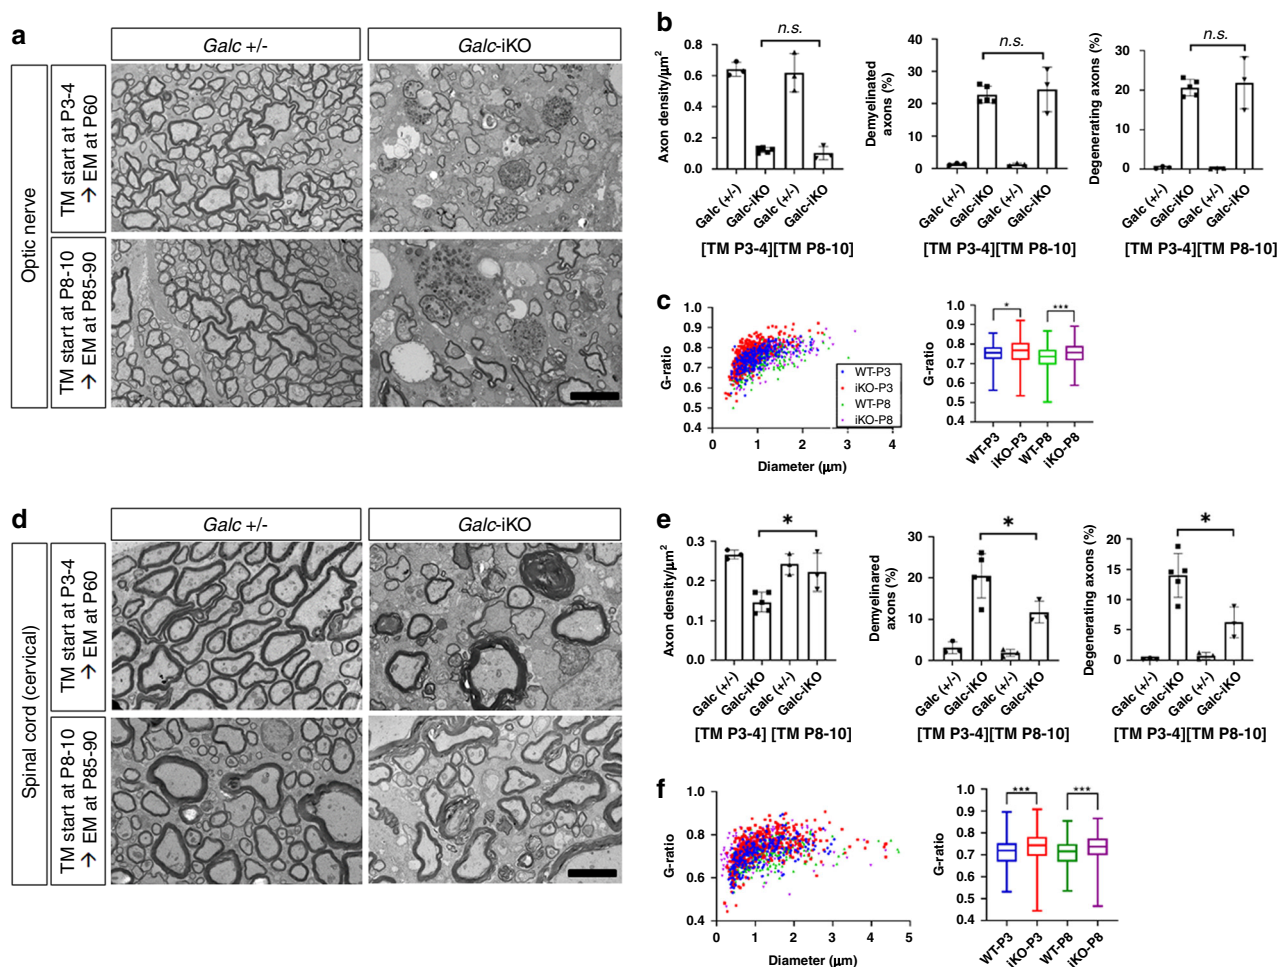 a
Galc +/-
Galc-iKO
Optic nerve
TM start at P3-4
→ EM at P60
TM start at P8-10
→ EM at P85-90
b
n.s.
Axon density/µm2
0.8
0.6
0.4
0.2
0.0
Galc (+/-)
Galc-iKO
Galc (+/-)
Galc-iKO
[TM P3-4][TM P8-10]
n.s.
Demyelinated
axons (%)
40
30
20
10
0
Galc (+/-)
Galc-iKO
Galc (+/-)
Galc-iKO
[TM P3-4][TM P8-10]
n.s.
Degenerating axons (%)
30
20
10
0
Galc (+/-)
Galc-iKO
Galc (+/-)
Galc-iKO
[TM P3-4][TM P8-10]
c
G-ratio
1.0
0.9
0.8
0.7
0.6
0.5
0.4
0
1
2
3
4
Diameter (µm)
WT-P3
iKO-P3
WT-P8
iKO-P8
G-ratio
1.0
0.9
0.8
0.7
0.6
0.5
0.4
*
***
WT-P3
iKO-P3
WT-P8
iKO-P8
d
Galc +/-
Galc-iKO
Spinal cord (cervical)
TM start at P3-4
→ EM at P60
TM start at P8-10
→ EM at P85-90
e
*
Axon density/µm2
0.3
0.2
0.1
0.0
Galc (+/-)
Galc-iKO
Galc (+/-)
Galc-iKO
[TM P3-4] [TM P8-10]
*
Demyelinared
axons (%)
30
20
10
0
Galc (+/-)
Galc-iKO
Galc (+/-)
Galc-iKO
[TM P3-4][TM P8-10]
*
Degenerating axons (%)
20
15
10
5
0
Galc (+/-)
Galc-iKO
Galc (+/-)
Galc-iKO
[TM P3-4][TM P8-10]
f
G-ratio
1.0
0.8
0.6
0.4
0
1
2
3
4
5
Diameter (µm)
G-ratio
1.0
0.9
0.8
0.7
0.6
0.5
0.4
***
***
WT-P3
iKO-P3
WT-P8
iKO-P8